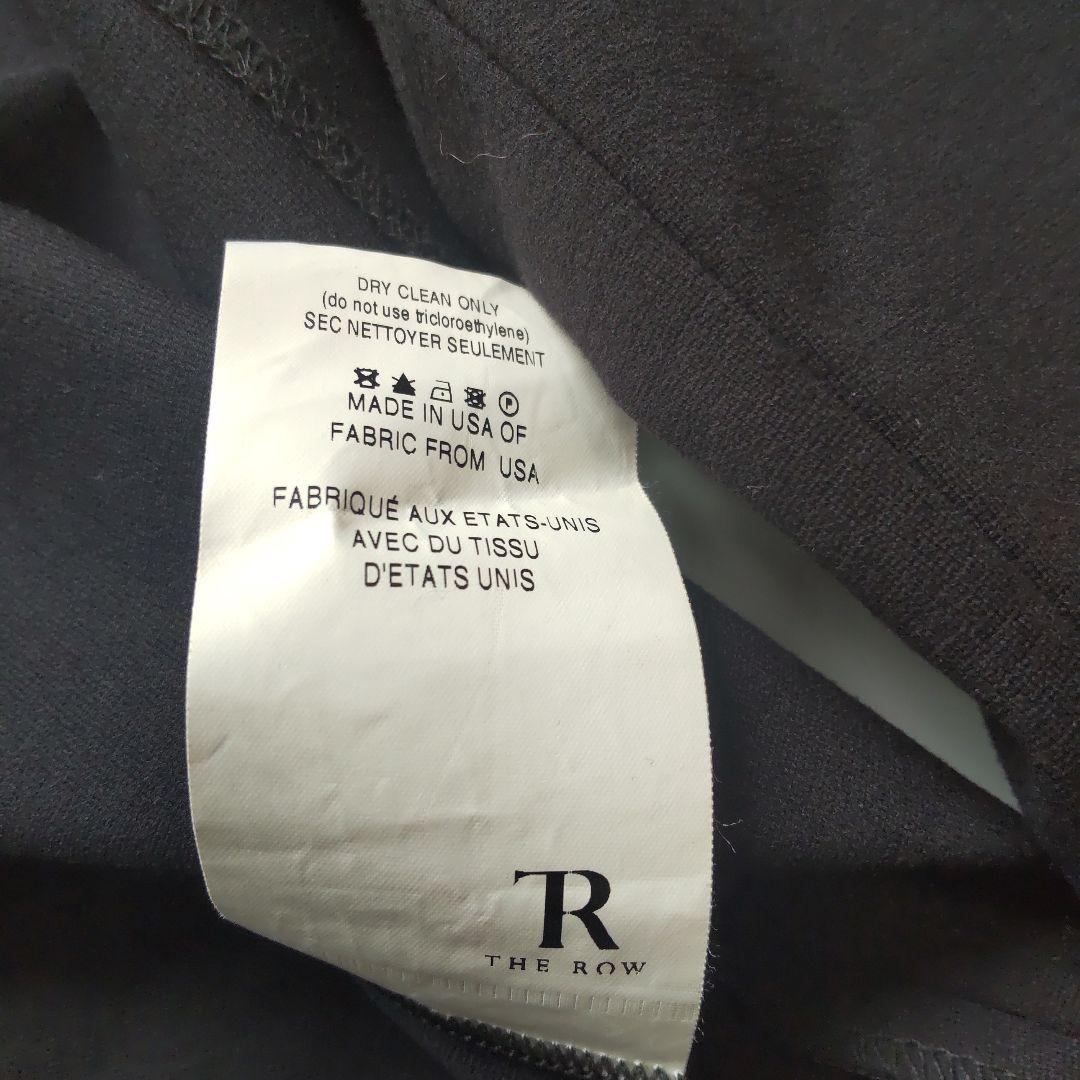 DRY CLEAN ONLY
(do not use tricloroethylene)
SEC NETTOYER SEULEMENT
P
MADE IN USA OF
FABRIC FROM USA
FABRIQUÉ AUX ETATS-UNIS
AVEC DU TISSU
D'ETATS UNIS
TR
THE ROW